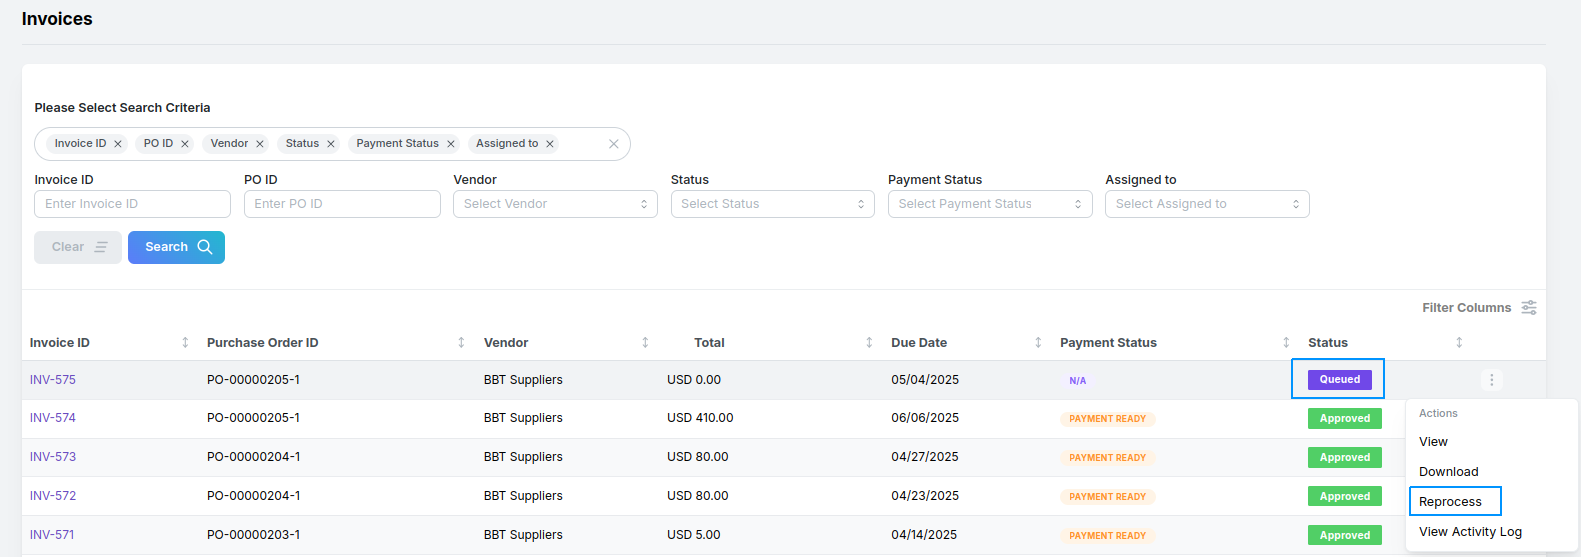 Invoices
Please Select Search Criteria
Invoice ID PO ID Vendor Status Payment Status Assigned to
Invoice ID PO ID Vendor Status Payment Status Assigned to
Enter Invoice ID Enter PO ID Select Vendor Select Status Select Payment Status Select Assigned to
Clear Search
Filter Columns
Invoice ID Purchase Order ID Vendor Total Due Date Payment Status Status
INV-575 PO-00000205-1 BBT Suppliers USD 0.00 05/04/2025 N/A Queued
INV-574 PO-00000205-1 BBT Suppliers USD 410.00 06/06/2025 PAYMENT READY Approved
INV-573 PO-00000204-1 BBT Suppliers USD 80.00 04/27/2025 PAYMENT READY Approved
INV-572 PO-00000204-1 BBT Suppliers USD 80.00 04/23/2025 PAYMENT READY Approved
INV-571 PO-00000203-1 BBT Suppliers USD 5.00 04/14/2025 PAYMENT READY Approved
Actions
View
Download
Reprocess
View Activity Log